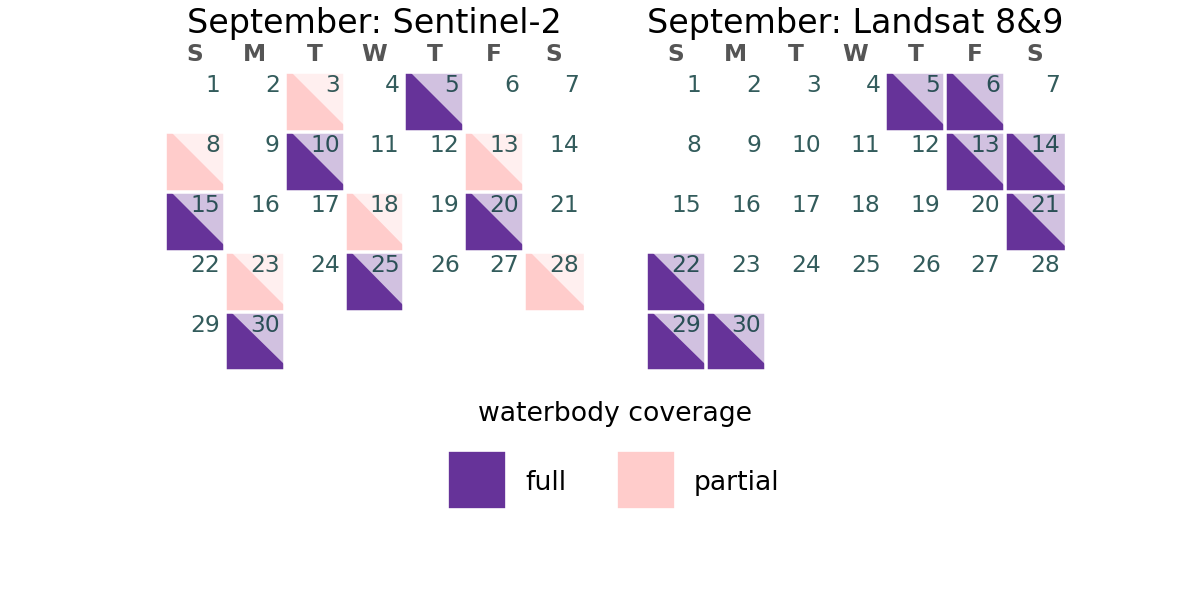 September: Sentinel-2
S M T W T F S
1 2 3 4 5 6 7
8 9 10 11 12 13 14
15 16 17 18 19 20 21
22 23 24 25 26 27 28
29 30
September: Landsat 8&9
S M T W T F S
1 2 3 4 5 6 7
8 9 10 11 12 13 14
15 16 17 18 19 20 21
22 23 24 25 26 27 28
29 30
waterbody coverage
full partial